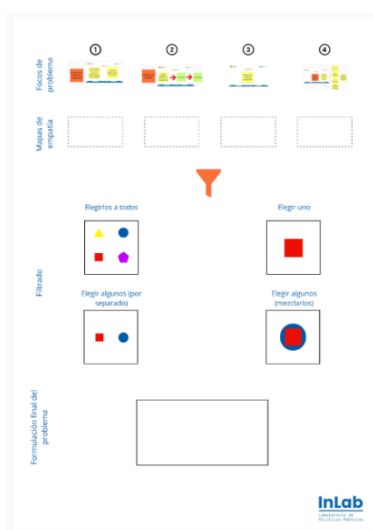 1 2 3 4
Focos de
problema
Mapas de
empatía
Elegirlos a todos
Elegir uno
Filtrado
Elegir algunos (por
separado)
Elegir algunos
(mezclarlos)
Formulación final del
problema
InLab
Laboratorio de
Políticas Públicas